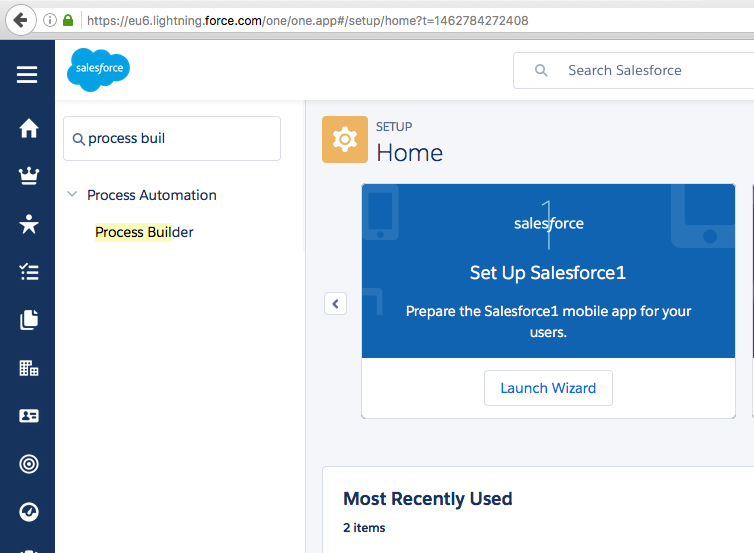 https://eu6.lightning.force.com/one/one.app#/setup/home?t=1462784272408
salesforce
Search Salesforce
process buil
Process Automation
Process Builder
SETUP
Home
salesforce
1
Set Up Salesforce1
Prepare the Salesforce1 mobile app for your
users.
Launch Wizard
Most Recently Used
2 items